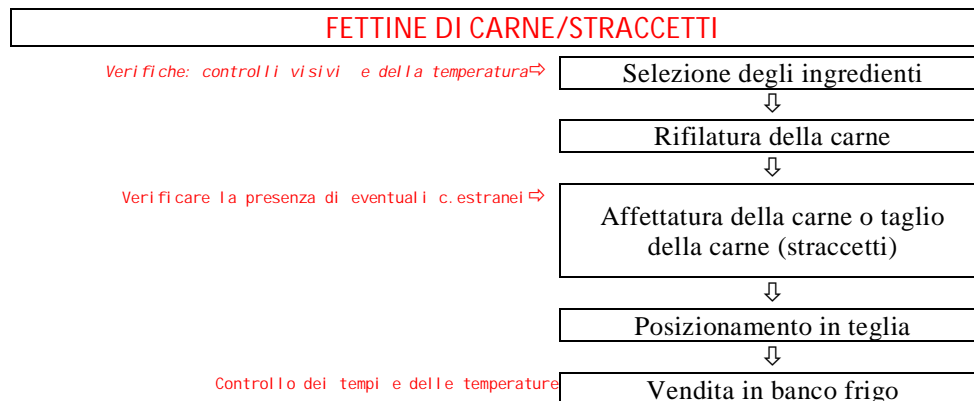 FETTINE DI CARNE/STRACCETTI
Verifiche: controlli visivi e della temperatura⇨
Selezione degli ingredienti
⇩
Rifilatura della carne
⇩
Verificare la presenza di eventuali c.estranei⇨
Affettatura della carne o taglio
della carne (straccetti)
⇩
Posizionamento in teglia
⇩
Controllo dei tempi e delle temperature
Vendita in banco frigo